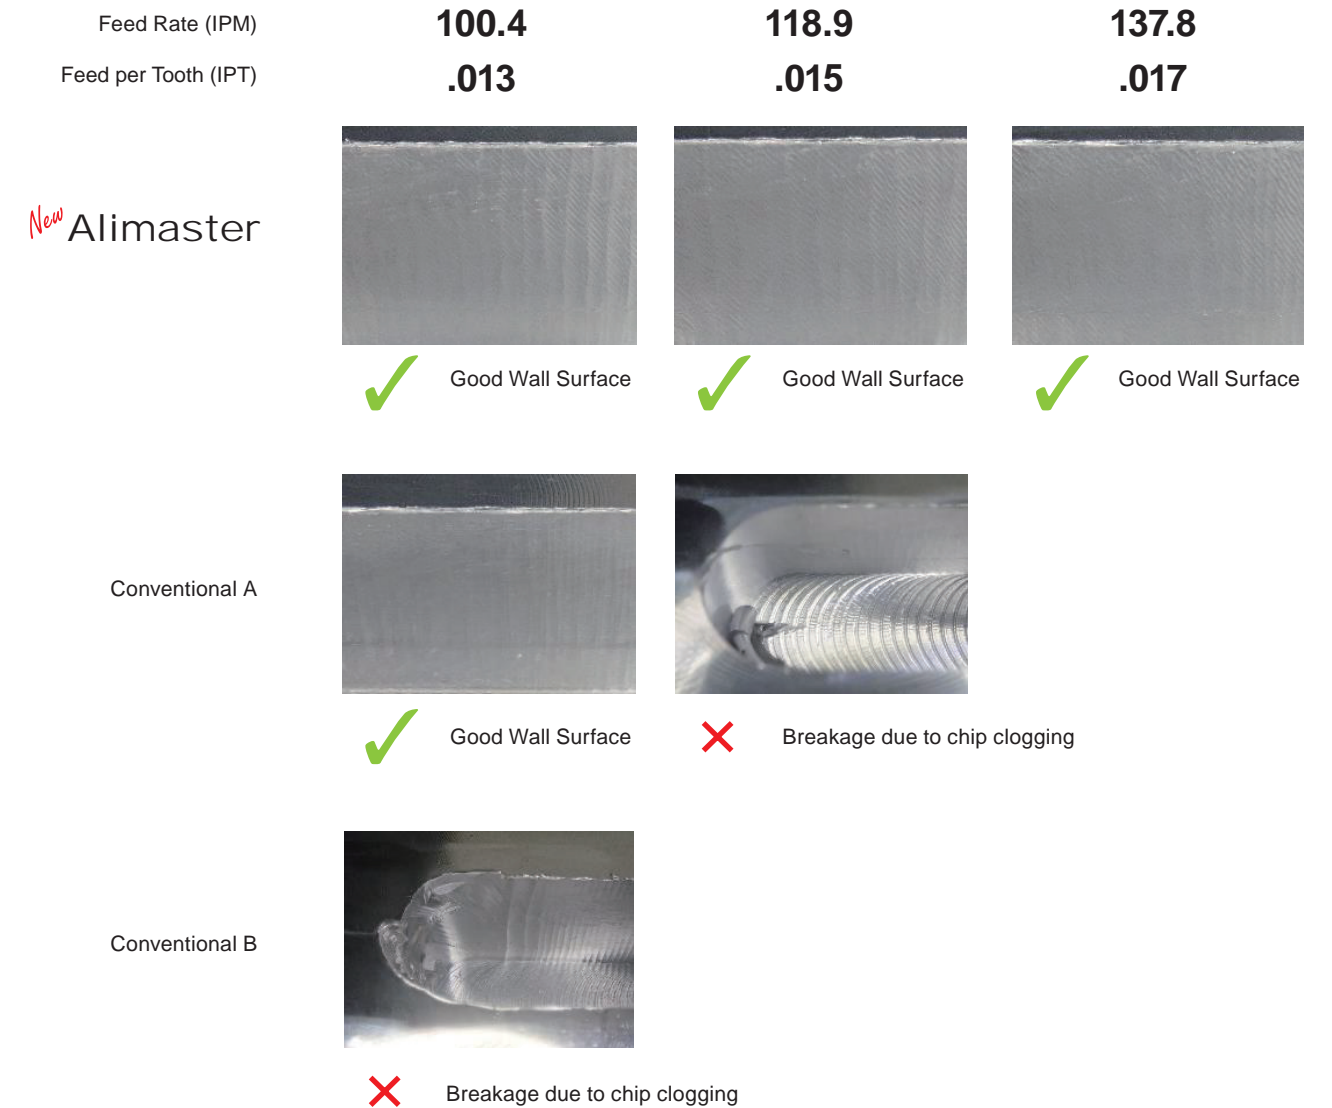 Feed Rate (IPM) 100.4 118.9 137.8
Feed per Tooth (IPT) .013 .015 .017
New Alimaster
Good Wall Surface Good Wall Surface Good Wall Surface
Conventional A
Good Wall Surface Breakage due to chip clogging
Conventional B
Breakage due to chip clogging